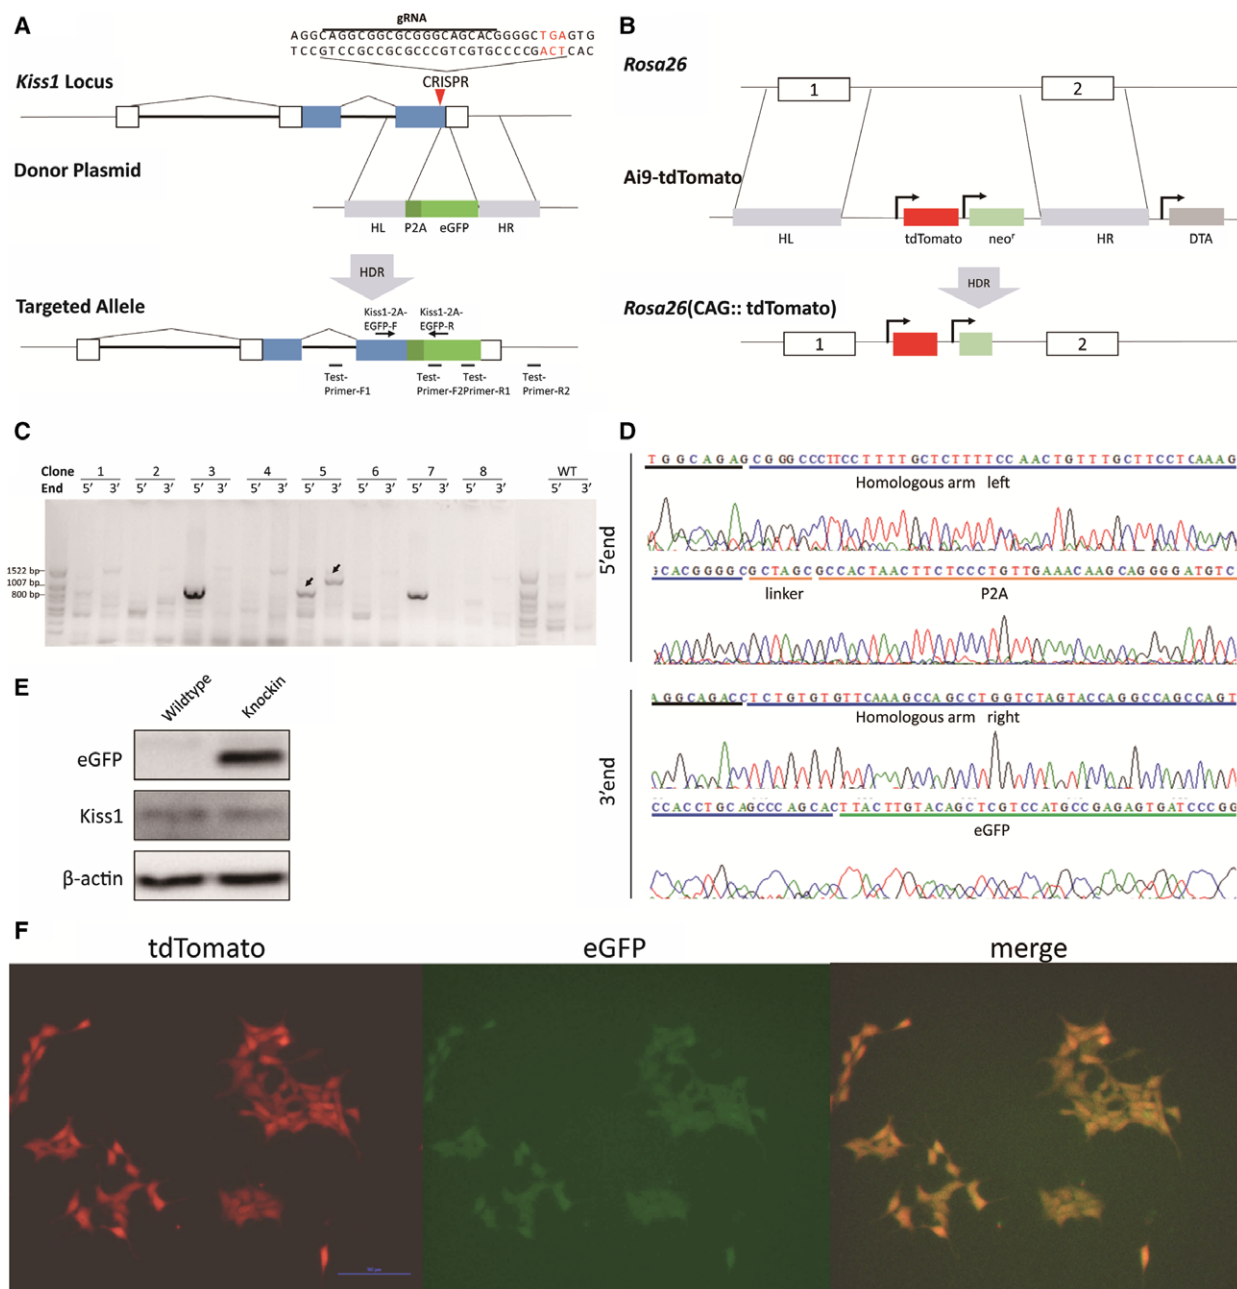 A
gRNA
AGGCAGGCGGCGCGGGCAGCACGGGGCTGAGTG
TCCGTCCGCCGCGCCCGTCGTGCCCCGACTCAC
Kiss1 Locus
CRISPR
Donor Plasmid
HL P2A eGFP HR
HDR
Targeted Allele
Kiss1-2A-
EGFP-F
Kiss1-2A-
EGFP-R
Test-
Primer-F1
Test-
Primer-F2
Test-
Primer-R1
Test-
Primer-R2
B
Rosa26
1 2
Ai9-tdTomato
HL tdTomato neoʳ HR DTA
HDR
Rosa26(CAG:: tdTomato)
1 2
C
Clone 1 2 3 4 5 6 7 8 WT
End 5’ 3’ 5’ 3’ 5’ 3’ 5’ 3’ 5’ 3’ 5’ 3’ 5’ 3’ 5’ 3’ 5’ 3’
1522 bp
1007 bp
800 bp
D
5’end
TGGCAGAGCGGGCCCTTCCTTTTGCTCTTTTCCAACTGTTTGCTTCCTCAAAG
Homologous arm left
GCACGGGGCGCTAGCGCCACTAACTTCTCCCTGTTGAAACAAGCAGGGGATGTC
linker P2A
3’end
AGGCAGACCTCTGTGTGTTCAAAGCCAGCCTGGTCTAGTACCAGGCCAGCCAGT
Homologous arm right
CCACCTGCAGCCCAGCACTTACTTGTACAGCTCGTCCATGCCGAGAGTGATCCCGG
eGFP
E
Wildtype Knockin
eGFP
Kiss1
β-actin
F
tdTomato eGFP merge